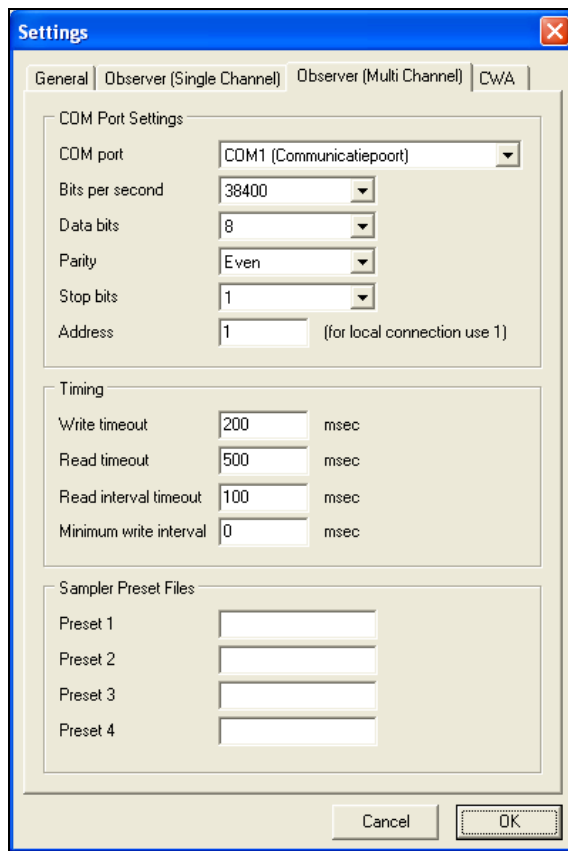 Settings
General Observer (Single Channel) Observer (Multi Channel) CWA
COM Port Settings
COM port COM1 (Communicatiepoort)
Bits per second 38400
Data bits 8
Parity Even
Stop bits 1
Address 1 (for local connection use 1)
Timing
Write timeout 200 msec
Read timeout 500 msec
Read interval timeout 100 msec
Minimum write interval 0 msec
Sampler Preset Files
Preset 1
Preset 2
Preset 3
Preset 4
Cancel OK